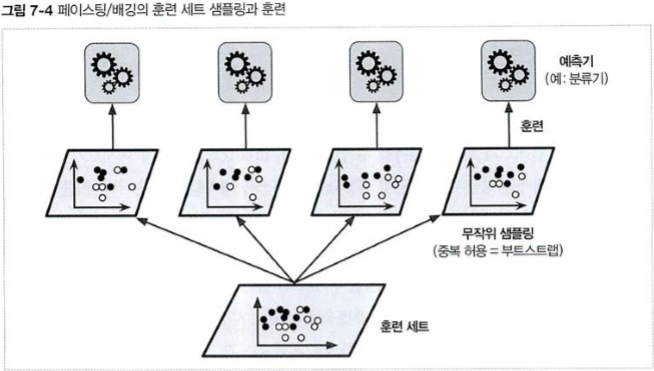 그림 7-4 페이스팅/배깅의 훈련 세트 샘플링과 훈련
예측기
(예: 분류기)
훈련
무작위 샘플링
(중복 허용 = 부트스트랩)
훈련 세트